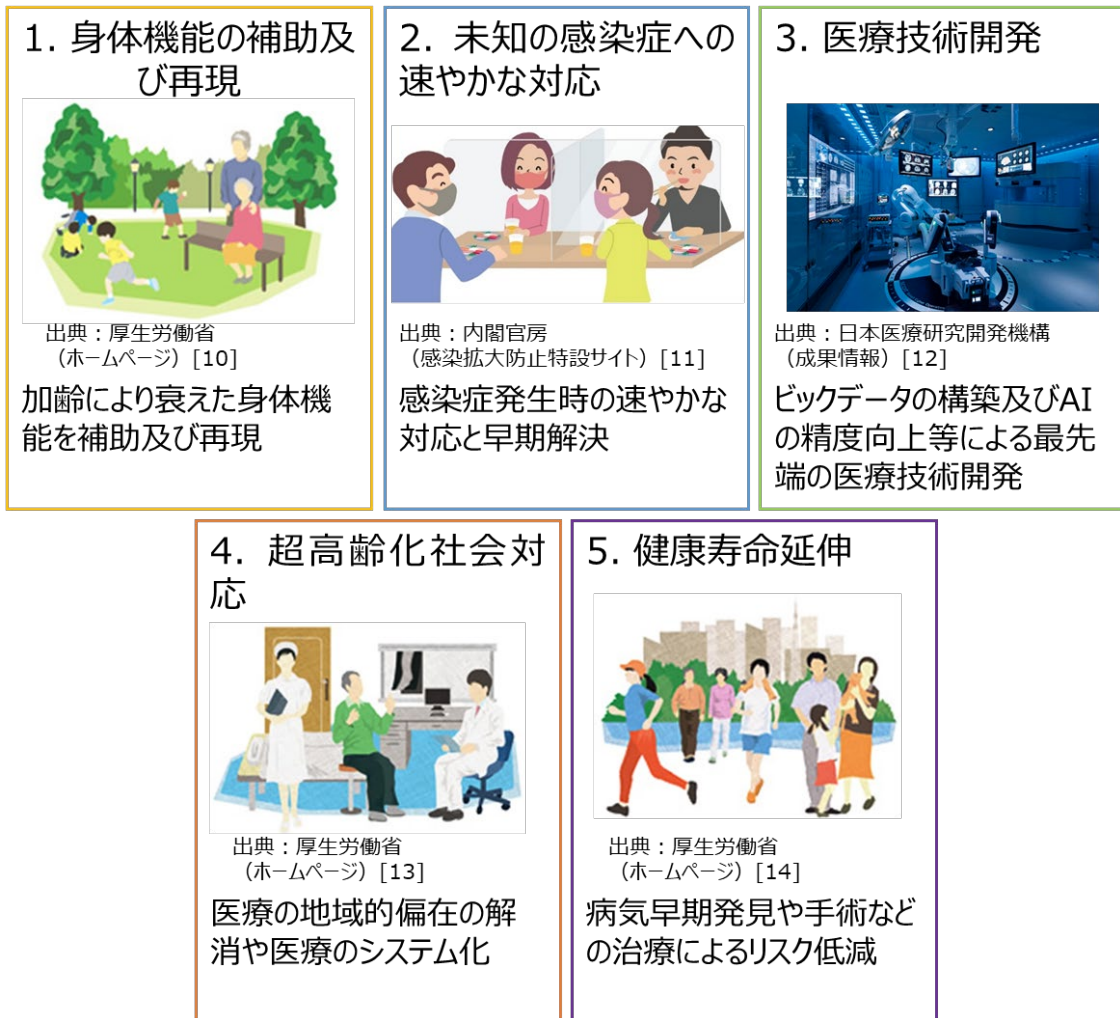 1. 身体機能の補助及
び再現
出典：厚生労働省
（ホームページ）[10]
加齢により衰えた身体機
能を補助及び再現
2. 未知の感染症への
速やかな対応
出典：内閣官房
（感染拡大防止特設サイト）[11]
感染症発生時の速やかな
対応と早期解決
3. 医療技術開発
出典：日本医療研究開発機構
（成果情報）[12]
ビックデータの構築及びAI
の精度向上等による最先
端の医療技術開発
4. 超高齢化社会対
応
出典：厚生労働省
（ホームページ）[13]
医療の地域的偏在の解
消や医療のシステム化
5. 健康寿命延伸
出典：厚生労働省
（ホームページ）[14]
病気早期発見や手術など
の治療によるリスク低減